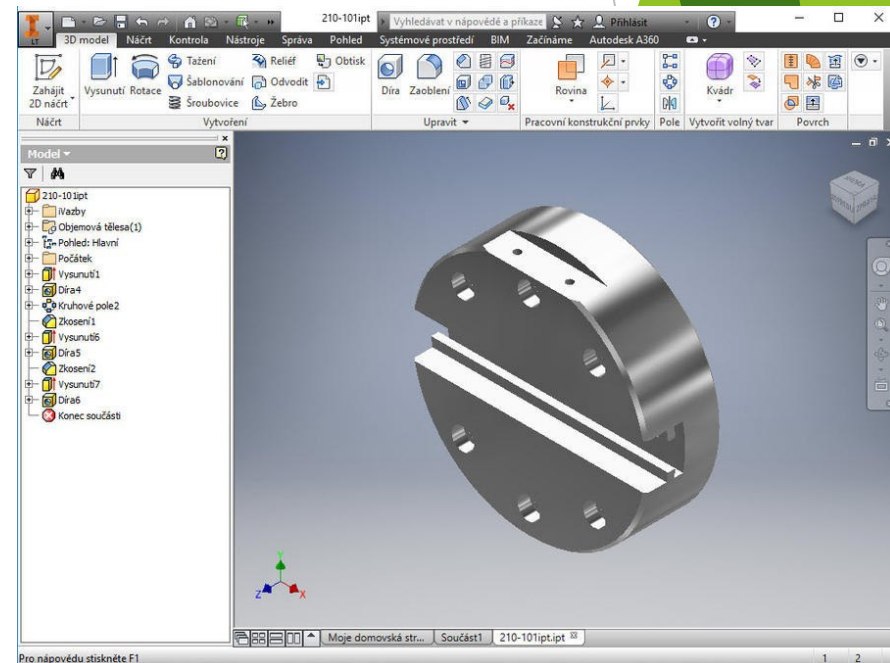 210-101ipt
Vyhledávat v nápovědě a příkaze
Přihlásit
LT
3D model Náčrt Kontrola Nástroje Správa Pohled Systémové prostředí BIM Začínáme Autodesk A360
Zahájit 2D náčrt
Vysunutí
Rotace
Tažení
Šablonování
Šroubovice
Reliéf
Odvodit
Žebro
Obtisk
Díra
Zaoblení
Rovina
Kvádr
Náčrt
Vytvoření
Upravit
Pracovní konstrukční prvky
Pole
Vytvořit volný tvar
Povrch
Model
210-101ipt
iVazby
Objemová tělesa(1)
Pohled: Hlavní
Počátek
Vysunutí1
Díra4
Kruhové pole2
Zkosení1
Vysunutí6
Díra5
Zkosení2
Vysunutí7
Díra6
Konec součásti
Y
Z
X
Moje domovská str... Součást1 210-101ipt.ipt
Pro nápovědu stiskněte F1
1 2